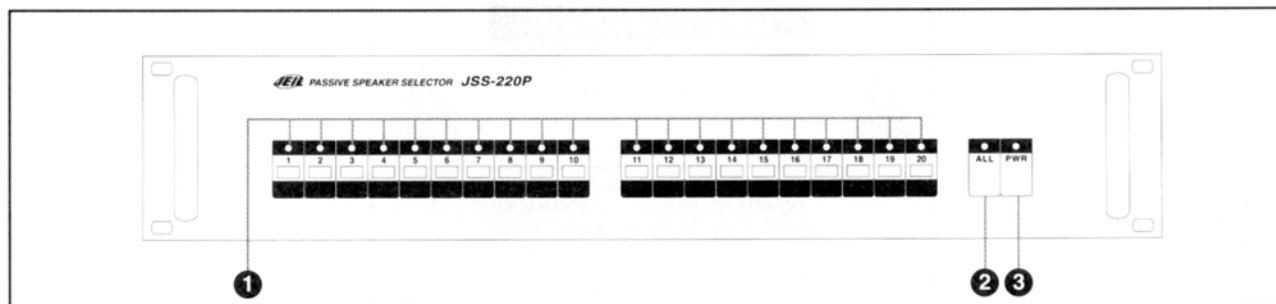 JEIL PASSIVE SPEAKER SELECTOR JSS-220P
1 2 3 4 5 6 7 8 9 10 11 12 13 14 15 16 17 18 19 20 ALL PWR
1 2 3